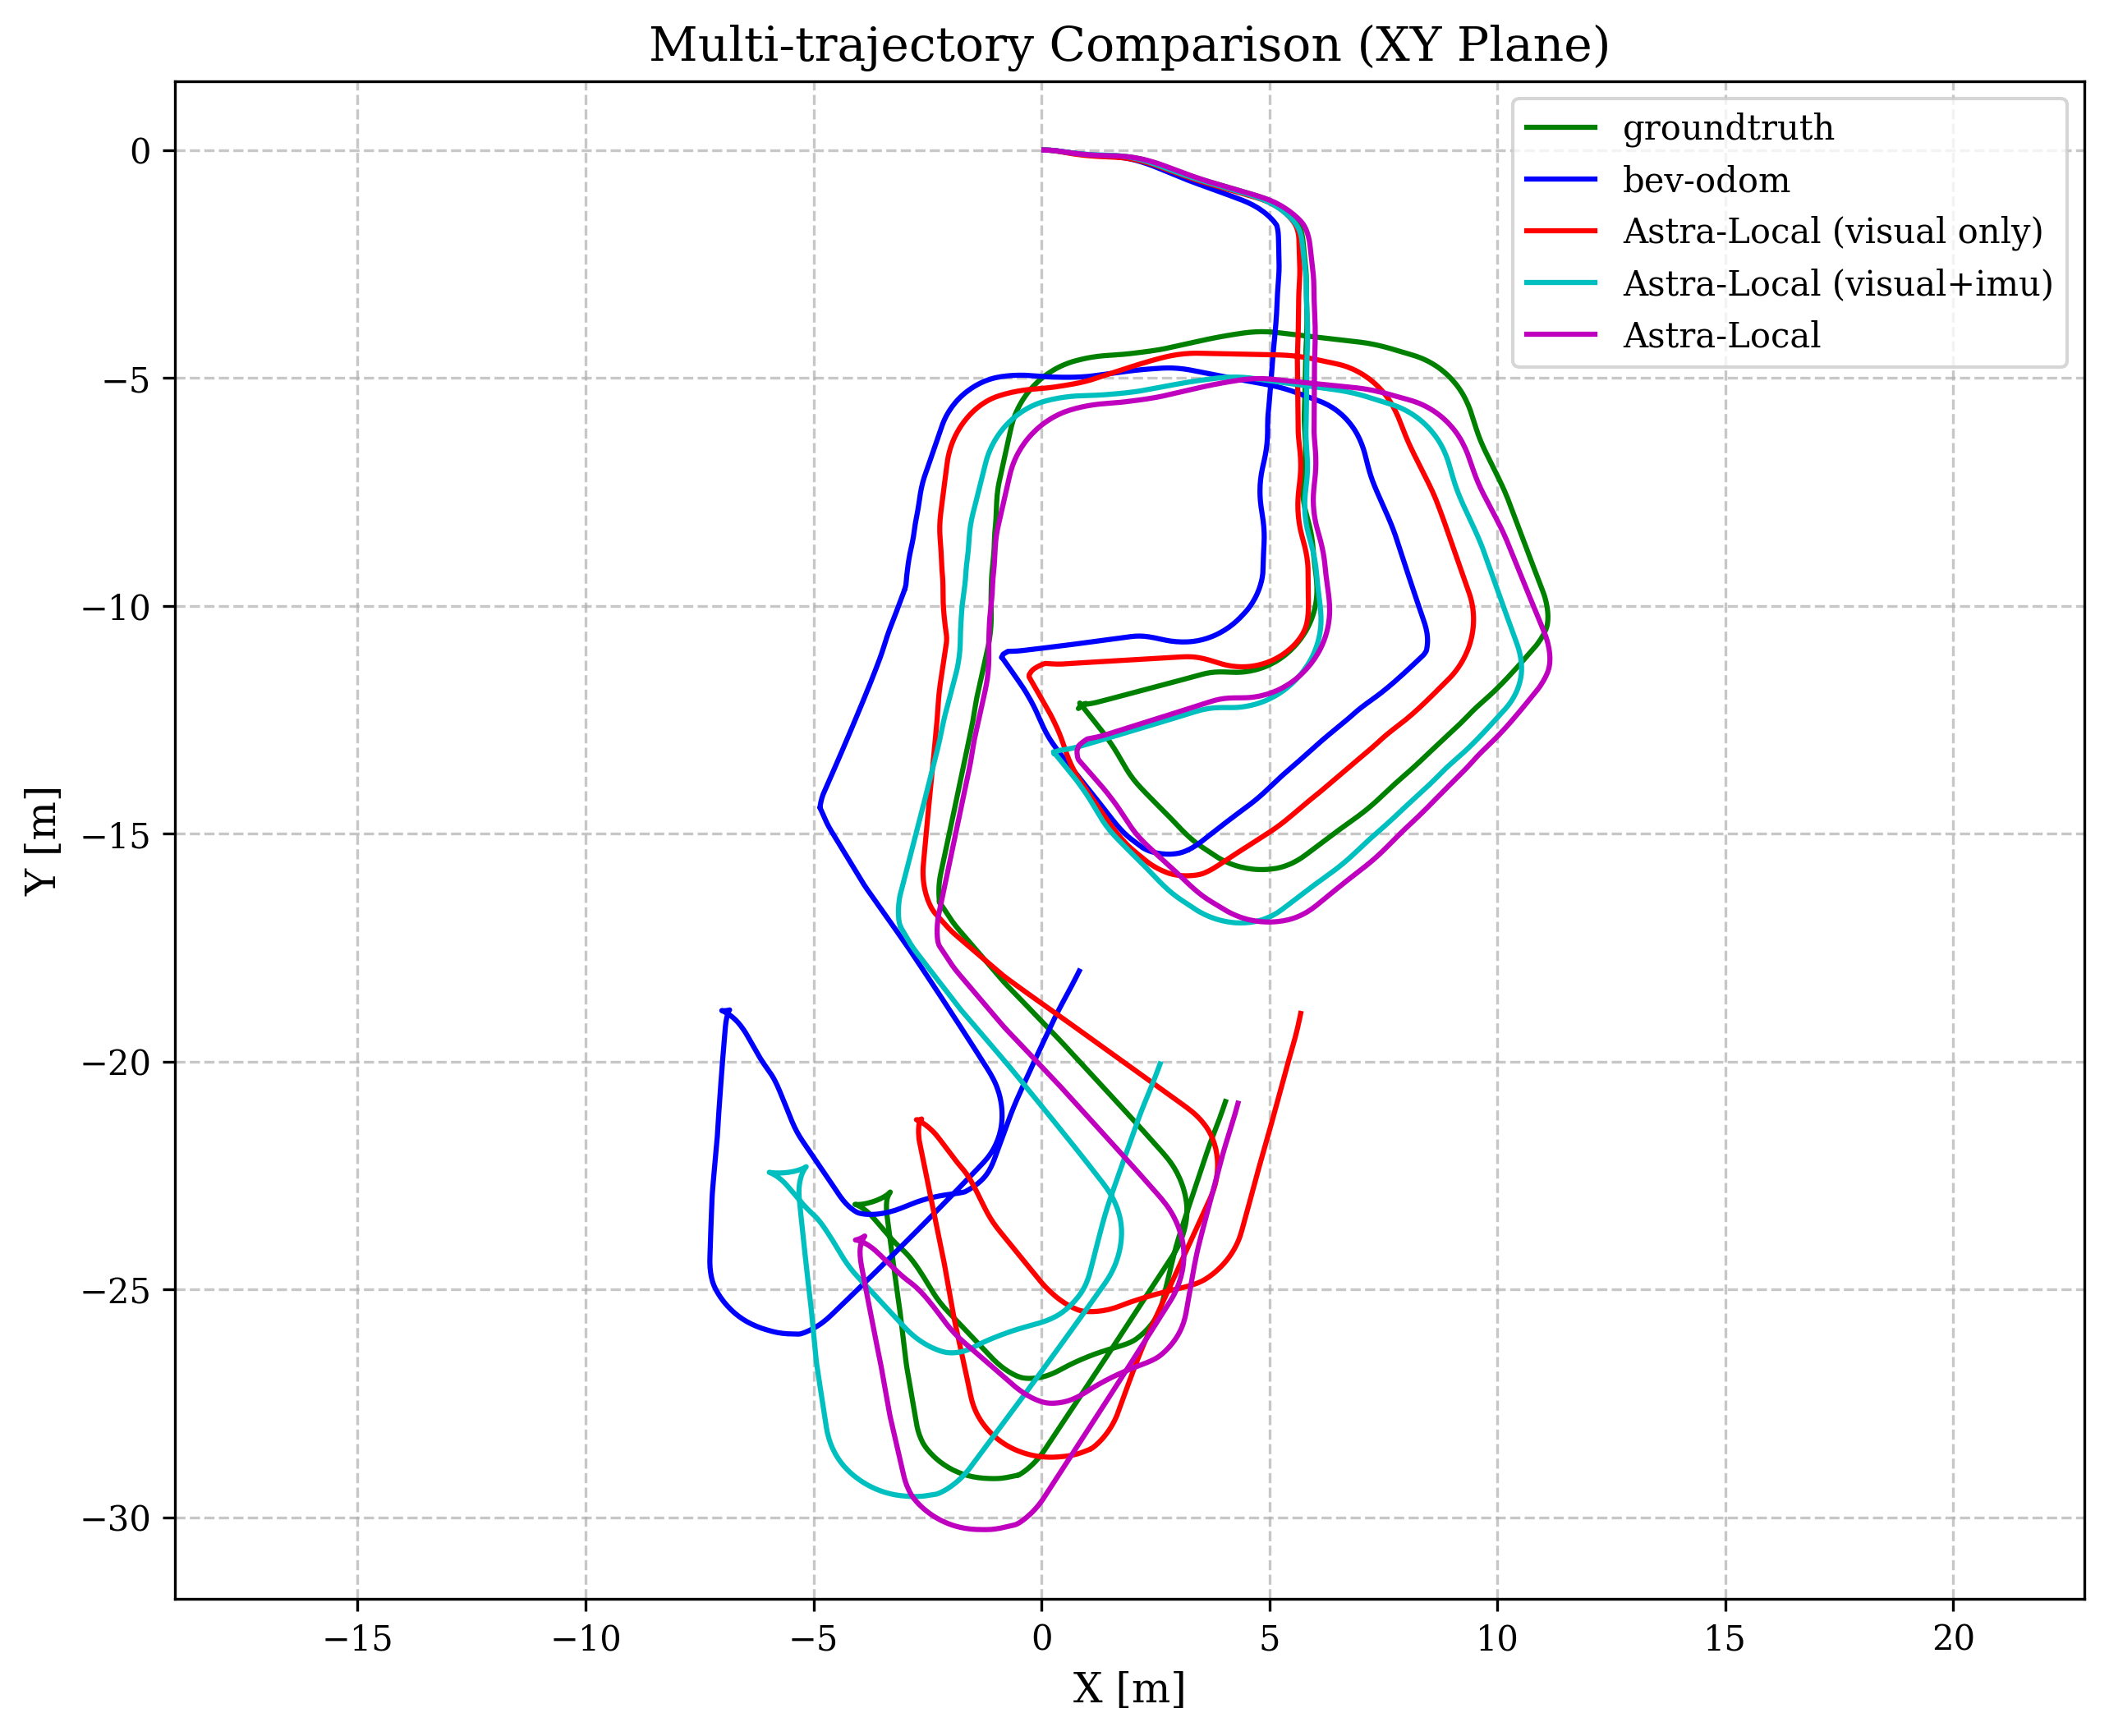 Multi-trajectory Comparison (XY Plane)
groundtruth
bev-odom
Astra-Local (visual only)
Astra-Local (visual+imu)
Astra-Local
Y [m]
0
−5
−10
−15
−20
−25
−30
−15
−10
−5
0
5
10
15
20
X [m]